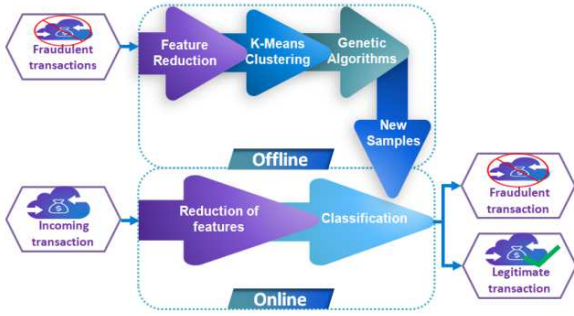 Fraudulent
transactions
Feature
Reduction
K-Means
Clustering
Genetic
Algorithms
New
Samples
Offline
Incoming
transaction
Reduction of
features
Classification
Fraudulent
transaction
Legitimate
transaction
Online